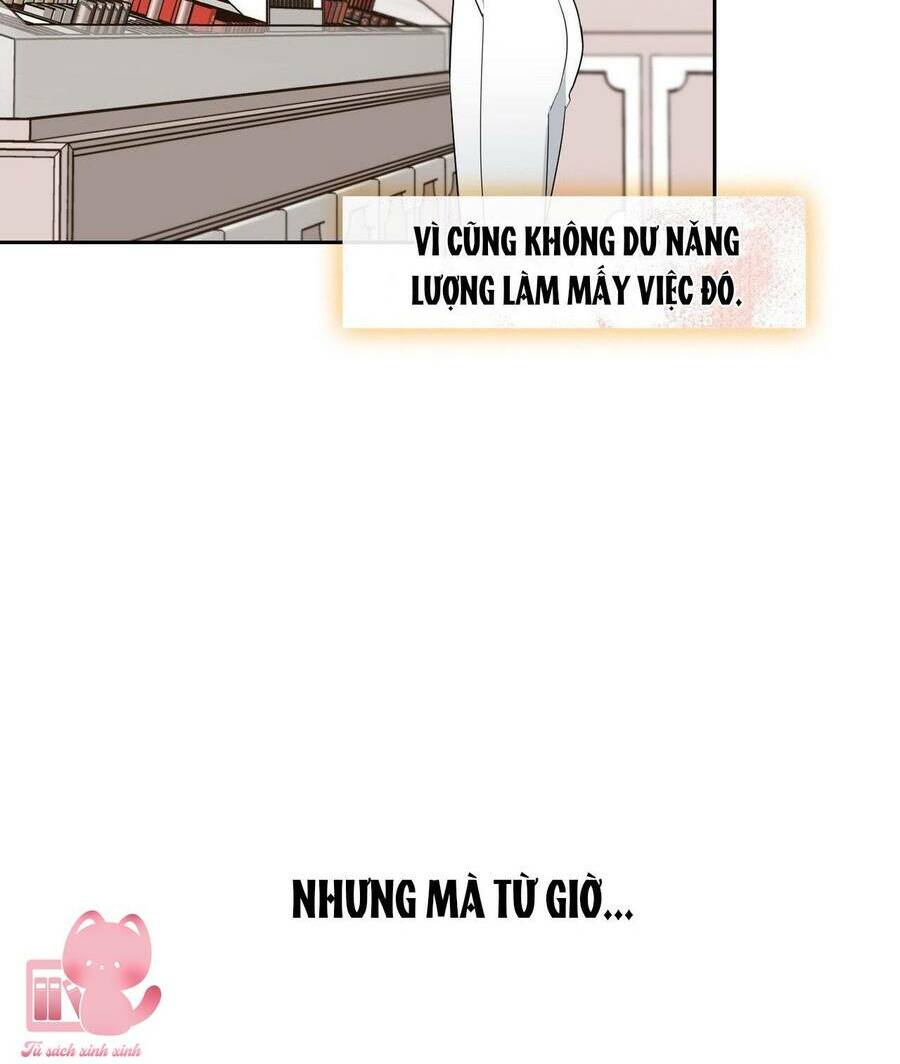 VÌ CŨNG KHÔNG DƯ NĂNG
LƯỢNG LÀM MẤY VIỆC ĐÓ.
NHƯNG MÀ TỪ GIỜ...
Tủ sách xinh xinh